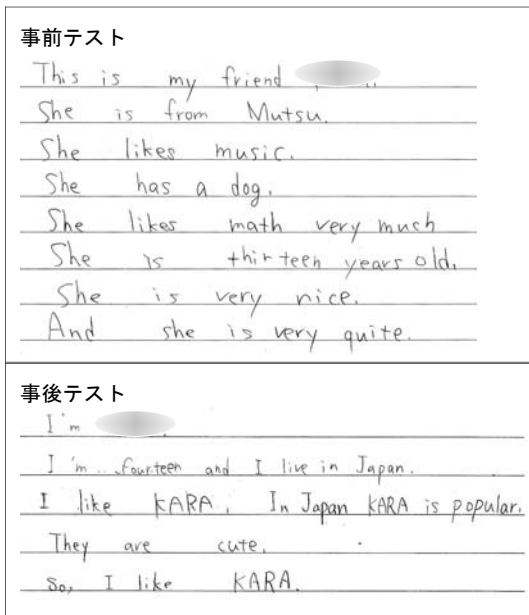 事前テスト
This is my friend
She is from Mutsu.
She likes music.
She has a dog.
She likes math very much
She is thirteen years old.
She is very nice.
And she is very quite.
事後テスト
I'm
I'm fourteen and I live in Japan.
I like KARA. In Japan KARA is popular.
They are cute.
So, I like KARA.